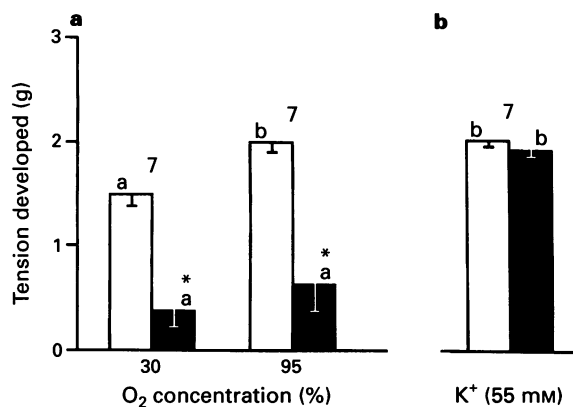 a
b
Tension developed (g)
3
2
1
0
7
a
*
a
7
b
*
a
7
b
b
30
95
O₂ concentration (%)
K⁺ (55 mM)